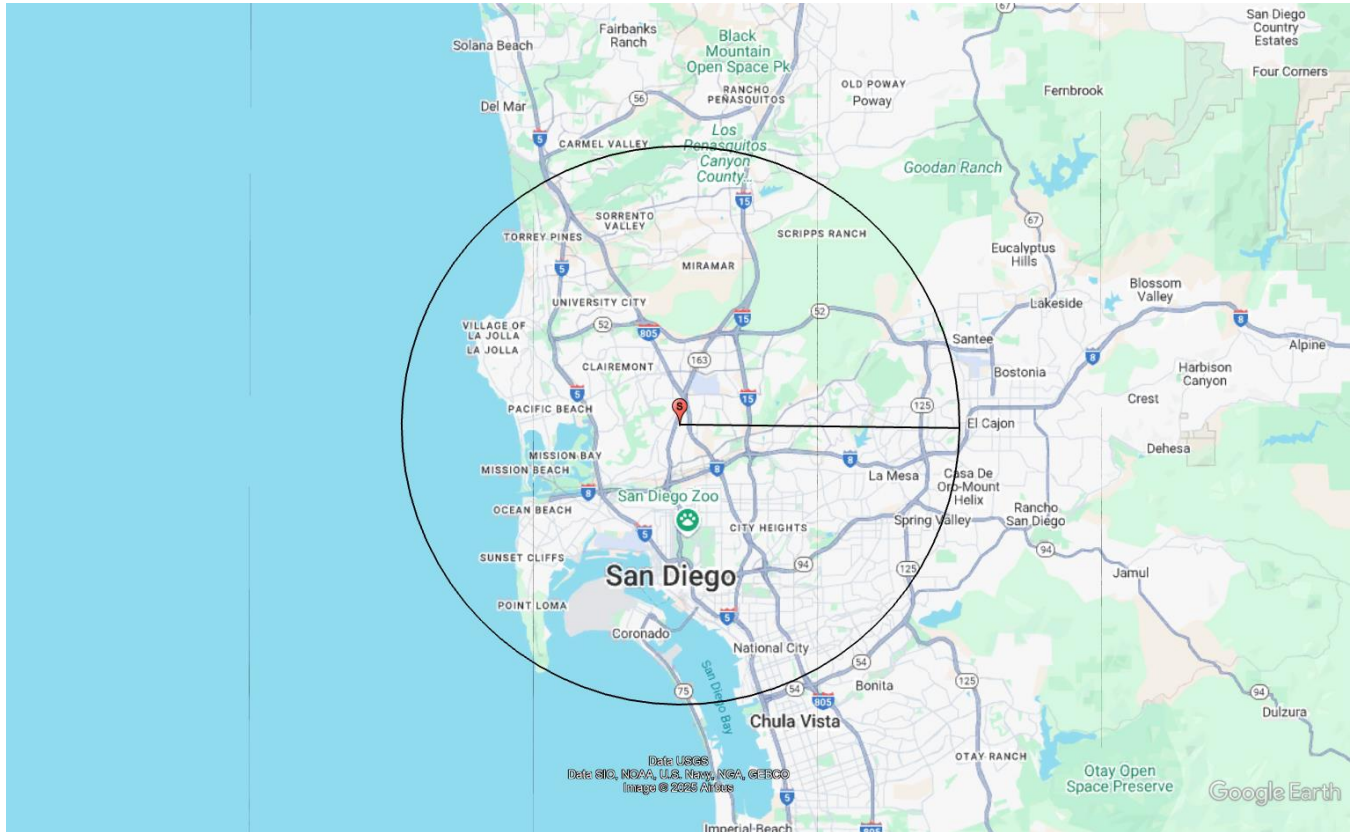 Solana Beach
Fairbanks
Ranch
Black
Mountain
Open Space Pk
RANCHO
PEÑASQUITOS
67
San Diego
Country
Estates
Four Corners
OLD POWAY
Poway
Fernbrook
56
Del Mar
5
CARMEL VALLEY
Los
Penasquitos
Canyon
County...
15
Goodan Ranch
67
SORRENTO
VALLEY
SCRIPPS RANCH
TORREY PINES
5
MIRAMAR
Eucalyptus
Hills
Blossom
Valley
Lakeside
UNIVERSITY CITY
52
805
15
52
8
VILLAGE OF
LA JOLLA
LA JOLLA
163
Santee
8
Alpine
CLAIREMONT
Bostonia
Harbison
Canyon
5
15
125
Crest
PACIFIC BEACH
S
El Cajon
Dehesa
MISSION BAY
MISSION BEACH
8
8
La Mesa
Casa De
Oro-Mount
Helix
8
San Diego Zoo
OCEAN BEACH
CITY HEIGHTS
Spring Valley
Rancho
San Diego
5
94
SUNSET CLIFFS
94
125
Jamul
San Diego
POINT LOMA
5
Coronado
National City
54
San Diego Bay
75
54
805
Bonita
125
94
Dulzura
Chula Vista
OTAY RANCH
Data USGS
Data SIO, NOAA, U.S. Navy, NGA, GEBCO
Image © 2025 Airbus
5
Otay Open
Space Preserve
Google Earth
Imperial Beach